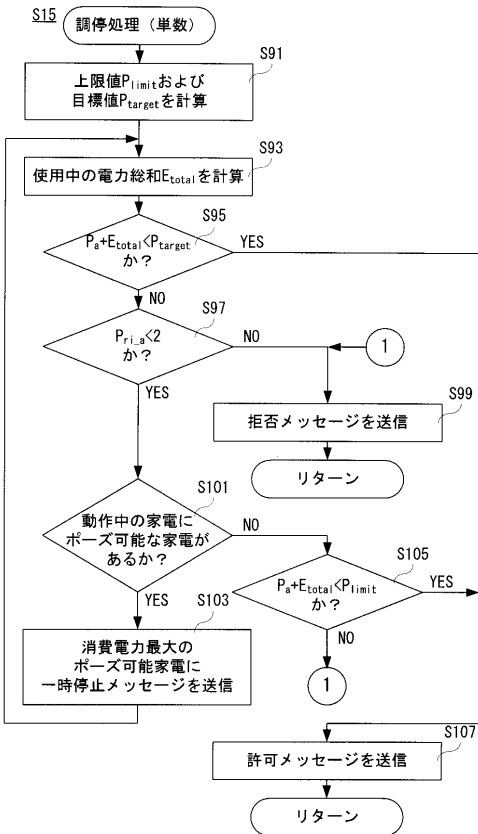 S15
調停処理（単数）
S91
上限値Plimitおよび
目標値Ptargetを計算
S93
使用中の電力総和Etotalを計算
S95
Pa+Etotal<Ptarget
か？
YES
NO
S97
Pri_a<2
か？
NO
1
YES
S99
拒否メッセージを送信
リターン
S101
動作中の家電に
ポーズ可能な家電が
あるか？
NO
YES
S105
Pa+Etotal<Plimit
か？
YES
NO
1
S103
消費電力最大の
ポーズ可能家電に
一時停止メッセージを送信
S107
許可メッセージを送信
リターン